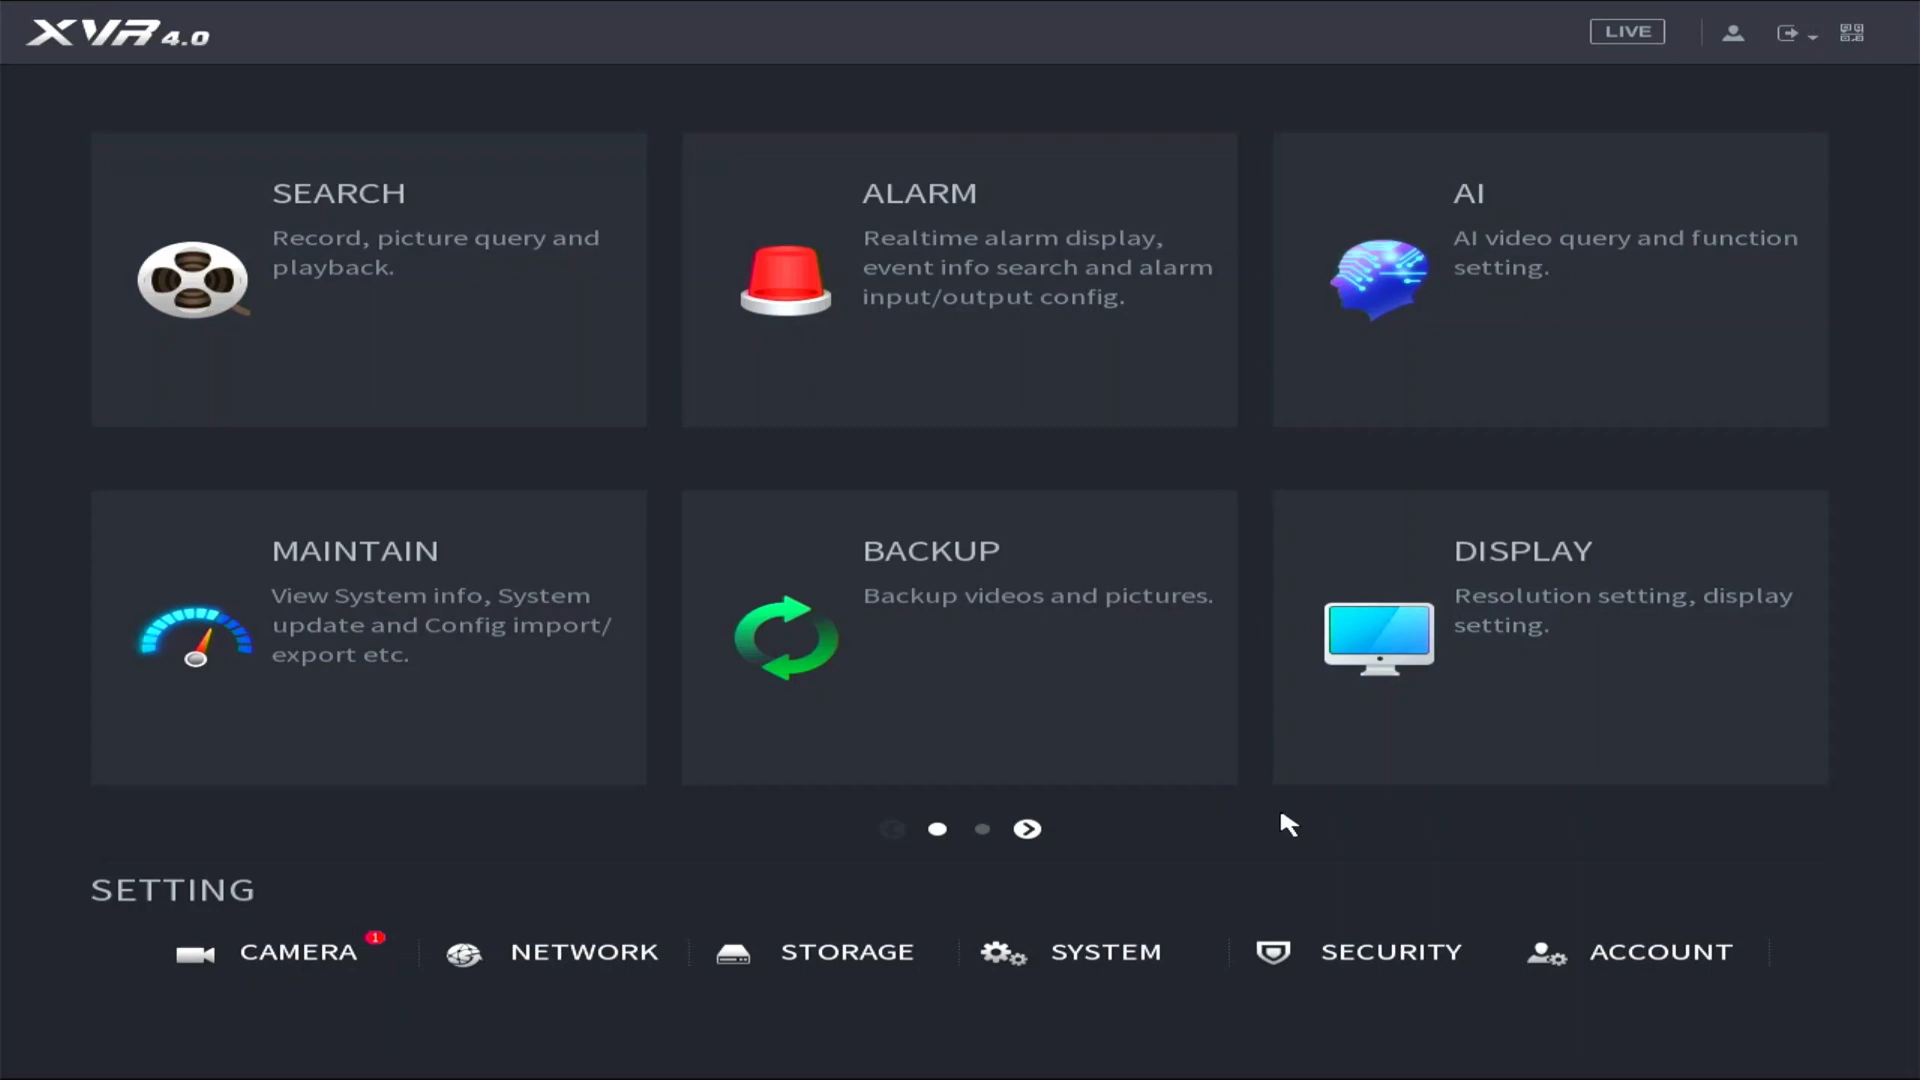 XVR 4.0
LIVE
SEARCH
Record, picture query and
playback.
ALARM
Realtime alarm display,
event info search and alarm
input/output config.
AI
AI video query and function
setting.
MAINTAIN
View System info, System
update and Config import/
export etc.
BACKUP
Backup videos and pictures.
DISPLAY
Resolution setting, display
setting.
SETTING
CAMERA 1
NETWORK
STORAGE
SYSTEM
SECURITY
ACCOUNT